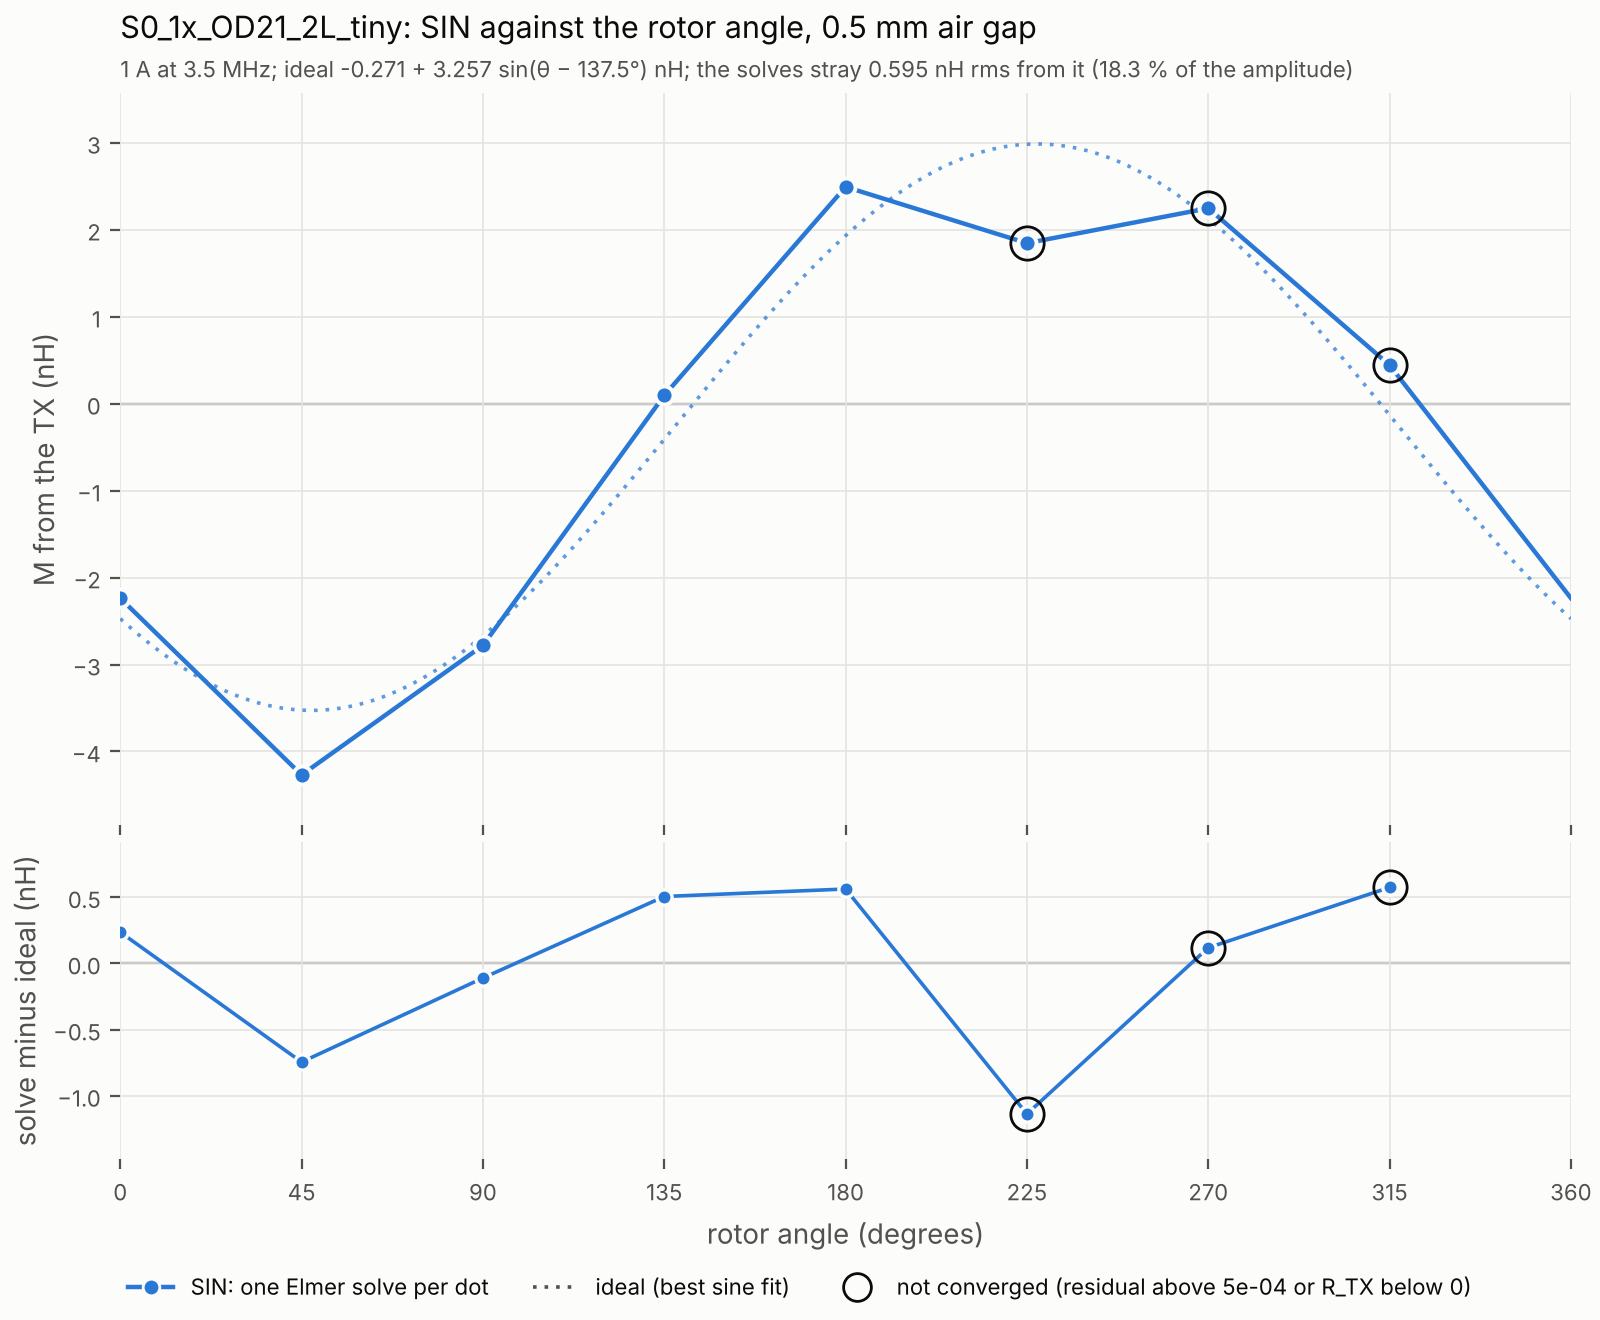 S0_1x_OD21_2L_tiny: SIN against the rotor angle, 0.5 mm air gap
1 A at 3.5 MHz; ideal -0.271 + 3.257 sin(θ − 137.5°) nH; the solves stray 0.595 nH rms from it (18.3 % of the amplitude)
M from the TX (nH)
3
2
1
0
−1
−2
−3
−4
solve minus ideal (nH)
0.5
0.0
−0.5
−1.0
0 45 90 135 180 225 270 315 360
rotor angle (degrees)
SIN: one Elmer solve per dot ideal (best sine fit) not converged (residual above 5e-04 or R_TX below 0)